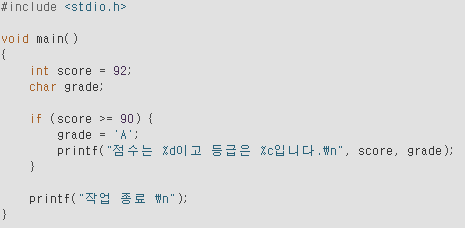 #include <stdio.h>
void main()
{
    int score = 92;
    char grade;
    if (score >= 90) {
        grade = 'A';
        printf("점수는 %d이고 등급은 %c입니다.₩n", score, grade);
    }
    printf("작업 종료 ₩n");
}